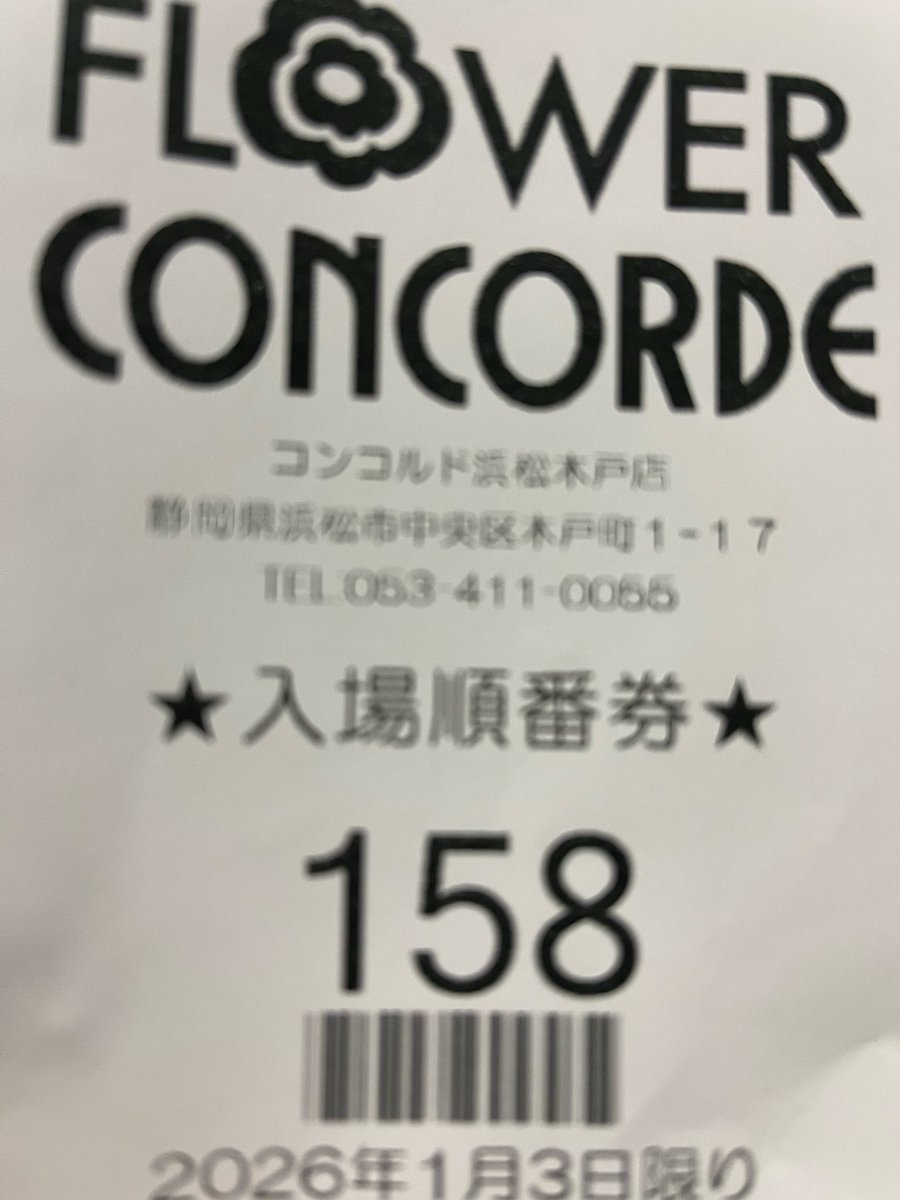 FLOWER
CONCORDE
コンコルド浜松木戸店
静岡県浜松市中央区木戸町1-17
TEL:053-411-0055
★入場順番券★
158
2026年1月3日限り